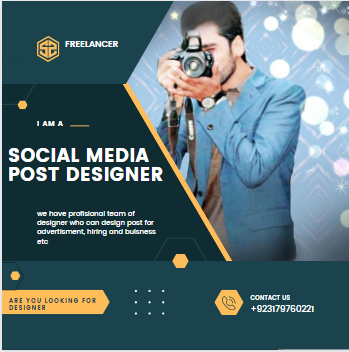 FREELANCER
I A M A
SOCIAL MEDIA
POST DESIGNER
we have profisional team of
designer who can design post for
advertisment, hiring and buisness
etc
ARE YOU LOOKING FOR
DESIGNER
CONTACT US
+923179760221
Canon